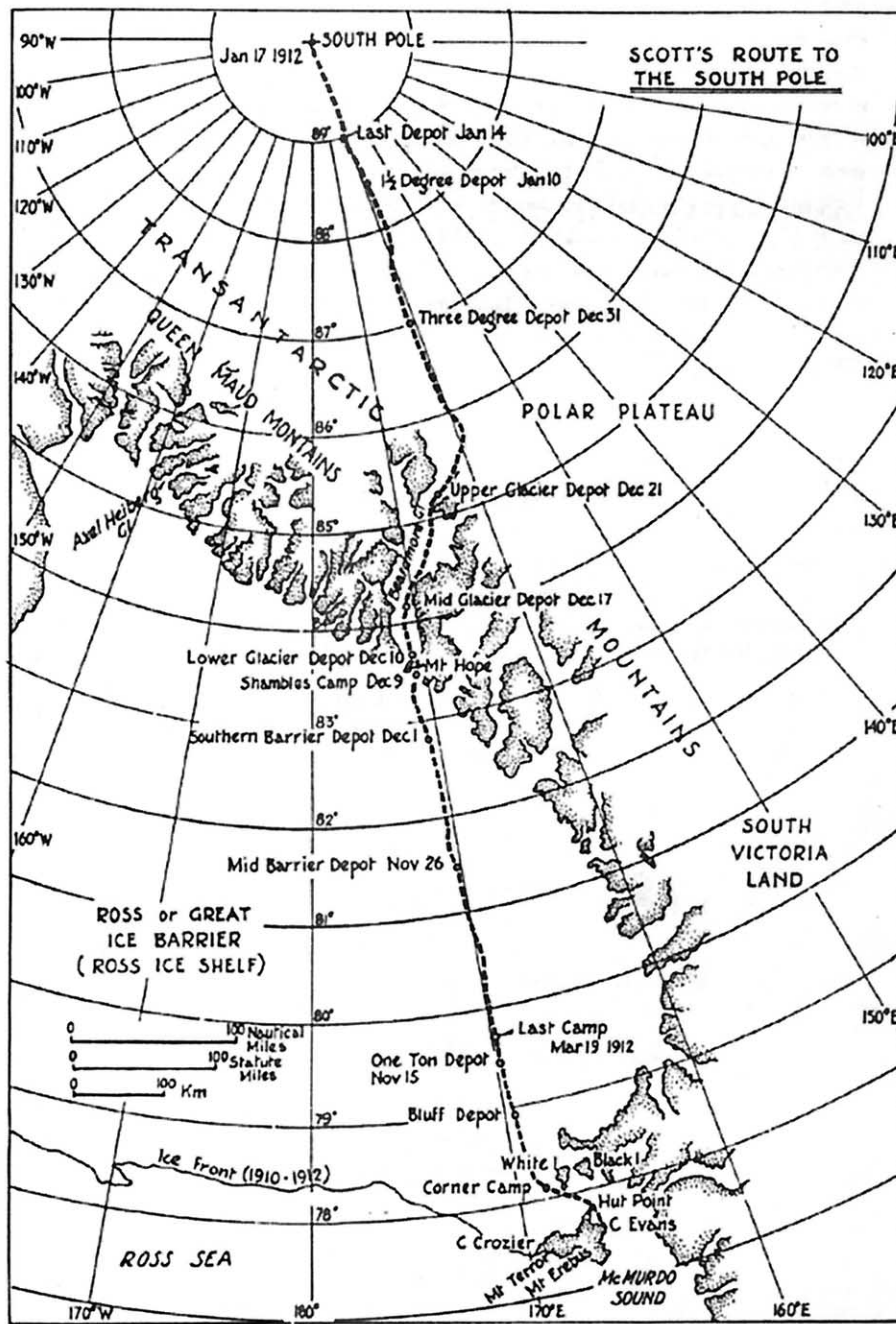 SCOTT'S ROUTE TO
THE SOUTH POLE
90°W
SOUTH POLE
Jan 17 1912
100°W
110°W
120°W
130°W
140°W
150°W
160°W
170°W
180°
170°E
160°E
150°E
140°E
130°E
120°E
110°E
100°E
89°
Last Depot Jan 14
1½ Degree Depot Jan 10
88°
87°
Three Degree Depot Dec 31
TRANSANTARCTIC
QUEEN
MAUD MONTAINS
86°
POLAR PLATEAU
Upper Glacier Depot Dec 21
85°
Axel Heiberg
Gl
Beardmore G
Mid Glacier Depot Dec 17
MOUNTAINS
Lower Glacier Depot Dec 10
Mt Hope
Shambles Camp Dec 9
83°
Southern Barrier Depot Dec 1
82°
Mid Barrier Depot Nov 26
81°
SOUTH
VICTORIA
LAND
ROSS or GREAT
ICE BARRIER
(ROSS ICE SHELF)
80°
0 100 Nautical
Miles
0 100 Statute
Miles
0 100 Km
Last Camp
Mar 19 1912
One Ton Depot
Nov 15
79°
Bluff Depot
White I
Black I
Ice Front (1910-1912)
Corner Camp
Hut Point
78°
C Evans
C Crozier
Mt Terror
Mt Erebus
McMURDO
SOUND
ROSS SEA